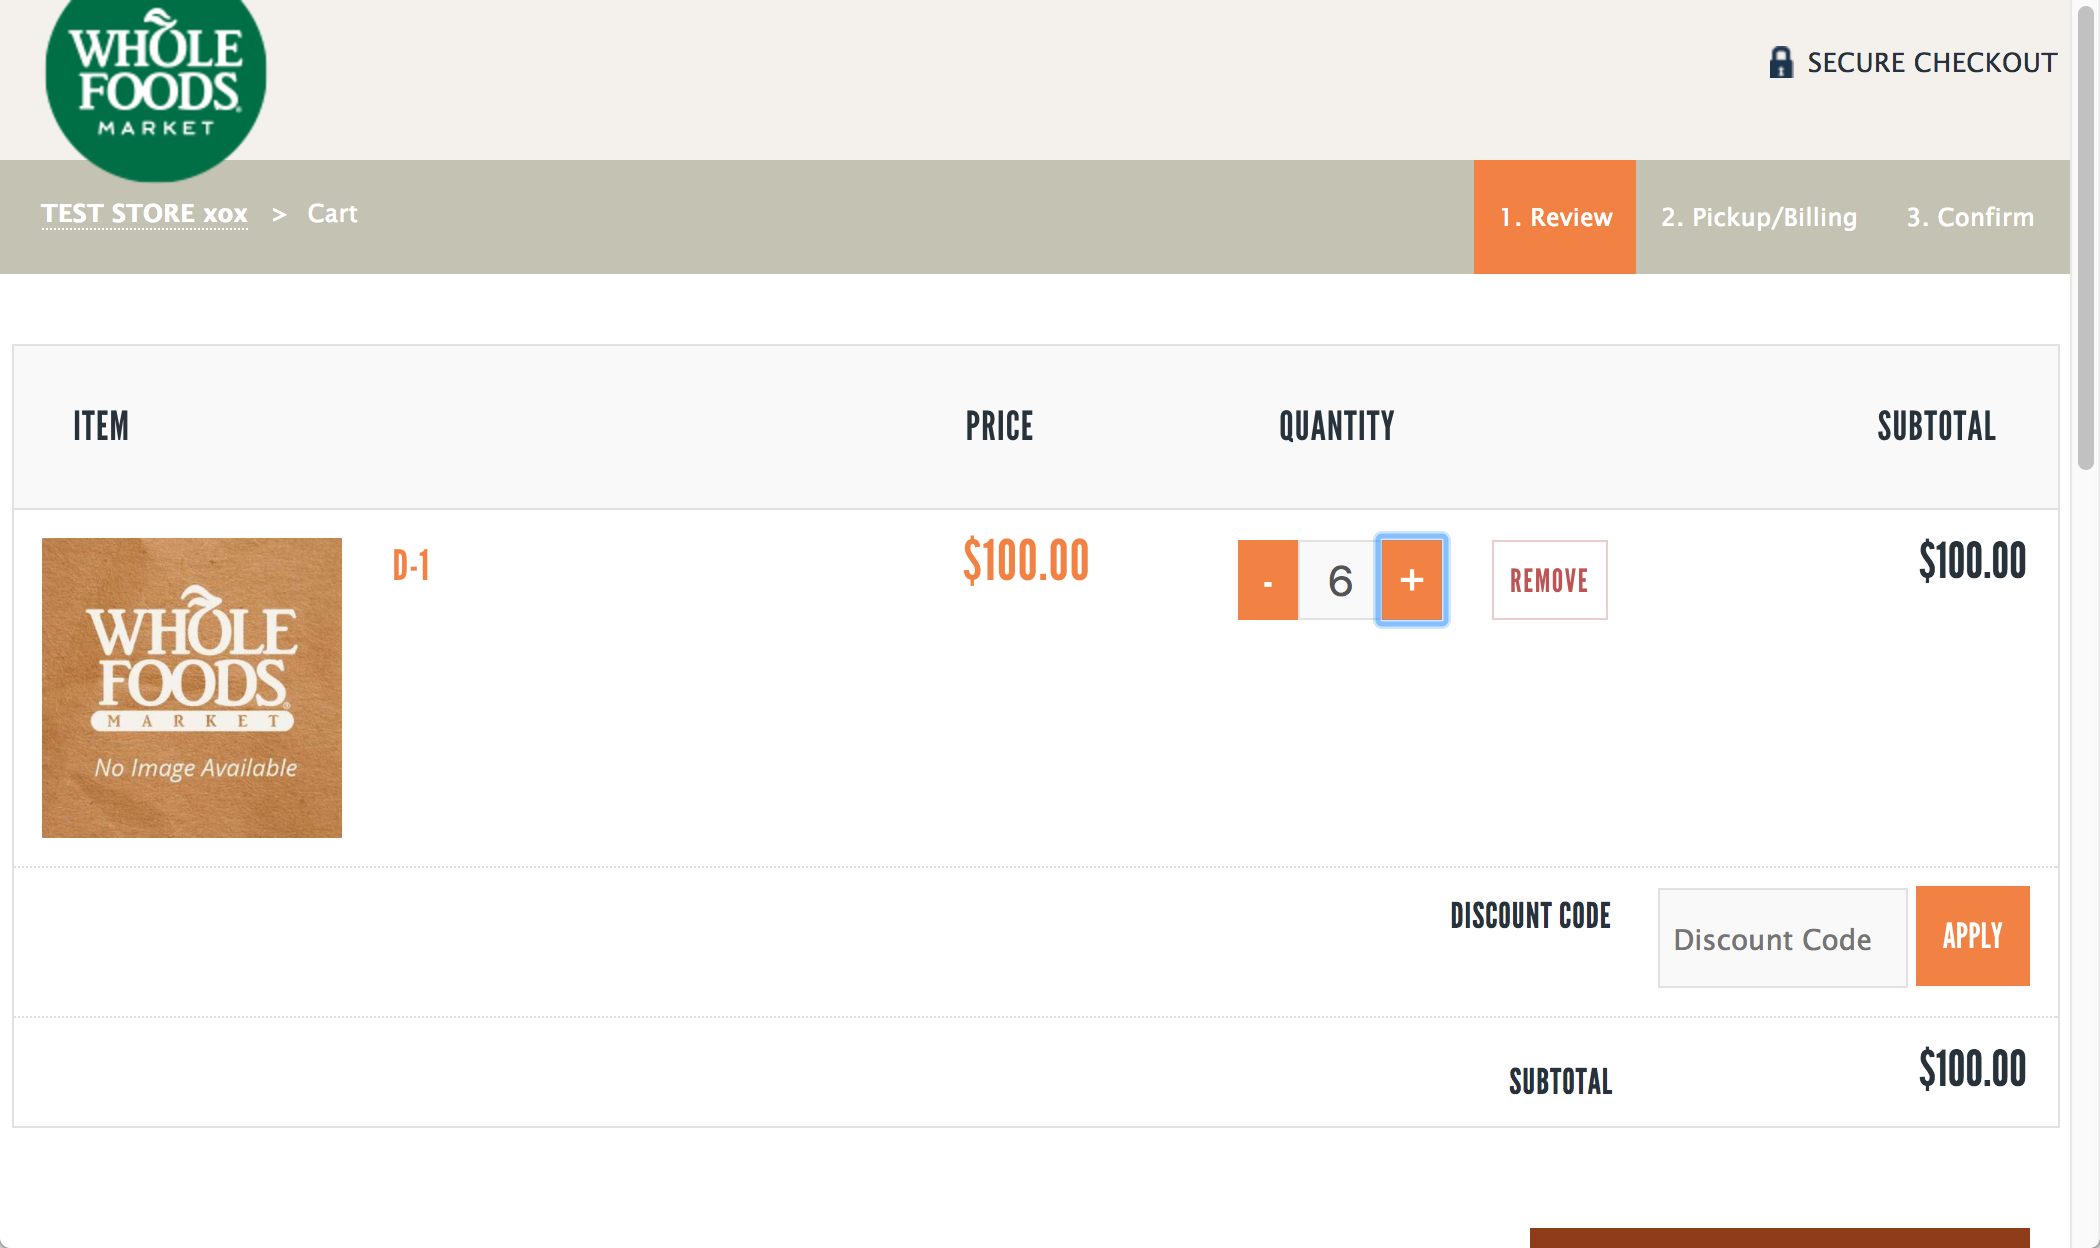 WHOLE
FOODS
MARKET
SECURE CHECKOUT
TEST STORE xox > Cart
1. Review
2. Pickup/Billing
3. Confirm
ITEM
PRICE
QUANTITY
SUBTOTAL
WHOLE
FOODS®
MARKET
No Image Available
D-1
$100.00
- 6 +
REMOVE
$100.00
DISCOUNT CODE
Discount Code
APPLY
SUBTOTAL
$100.00